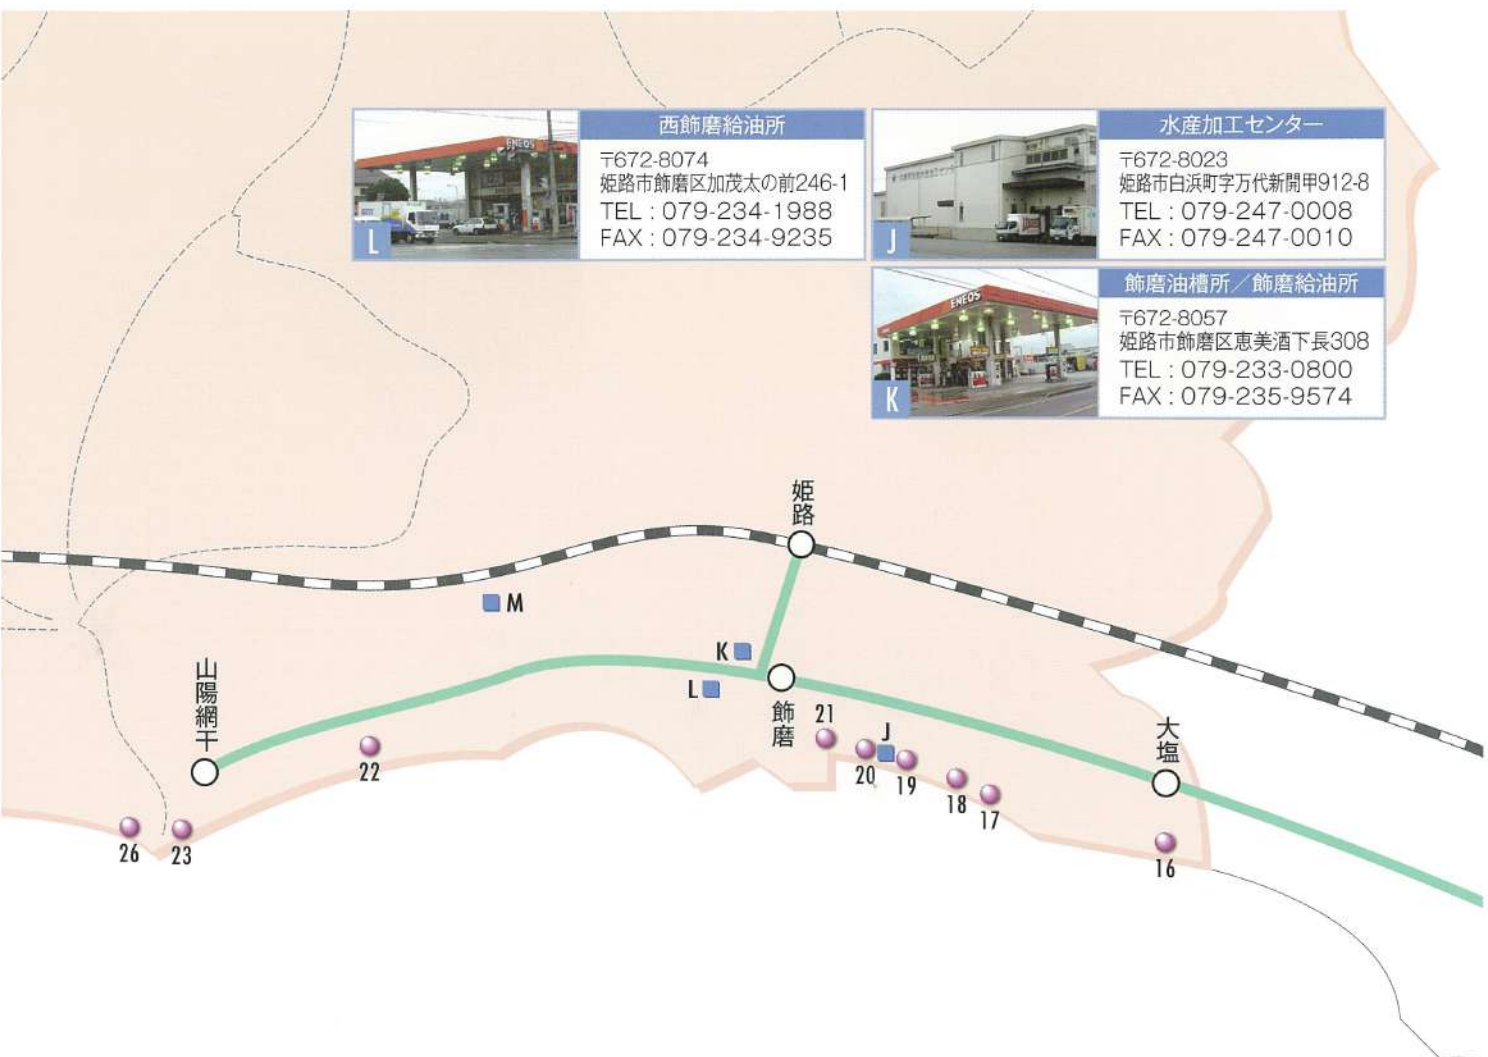 西飾磨給油所
〒672-8074
姫路市飾磨区加茂太の前246-1
TEL : 079-234-1988
FAX : 079-234-9235
ENEOS
L
水産加工センター
〒672-8023
姫路市白浜町字万代新開甲912-8
TEL : 079-247-0008
FAX : 079-247-0010
J
飾磨油槽所／飾磨給油所
〒672-8057
姫路市飾磨区恵美酒下長308
TEL : 079-233-0800
FAX : 079-235-9574
ENEOS
K
姫路
M
K
L
山陽網干
飾磨
21
J
大塩
22
20
19
18
17
26
23
16